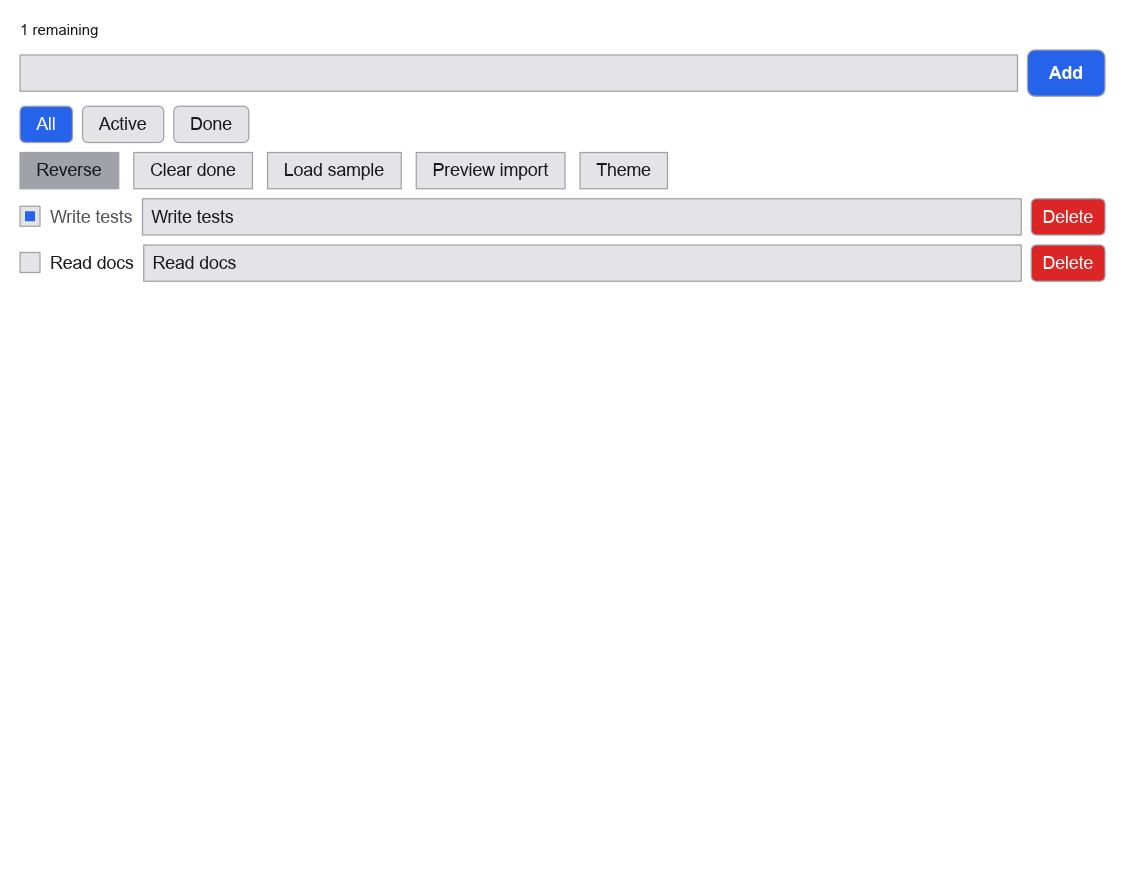 1 remaining
Add
All Active Done
Reverse Clear done Load sample Preview import Theme
Write tests Write tests Delete
Read docs Read docs Delete